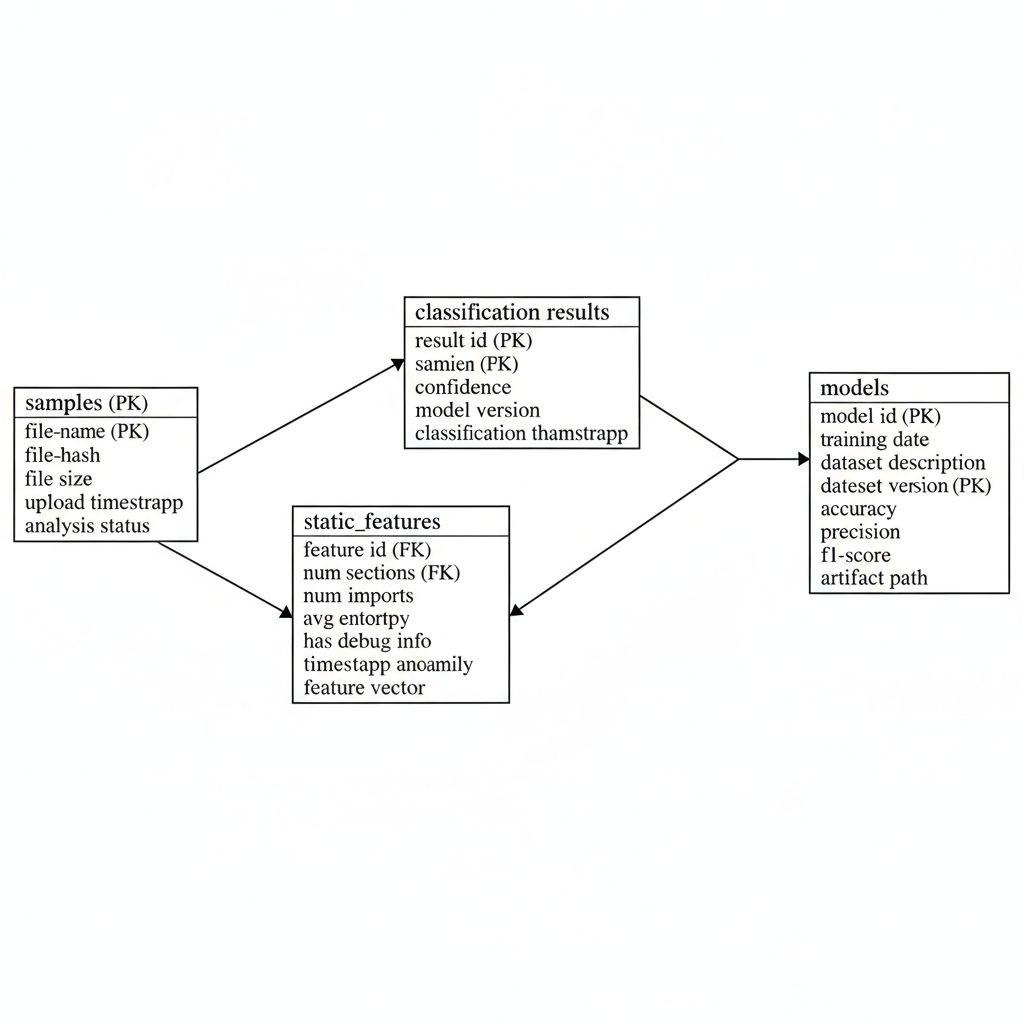 samples (PK)
file-name (PK)
file-hash
file size
upload timestrapp
analysis status
classification results
result id (PK)
samien (PK)
confidence
model version
classification thamstrapp
static_features
feature id (FK)
num sections (FK)
num imports
avg entortpy
has debug info
timestapp anoamily
feature vector
models
model id (PK)
training date
dataset description
dateset version (PK)
accuracy
precision
f1-score
artifact path